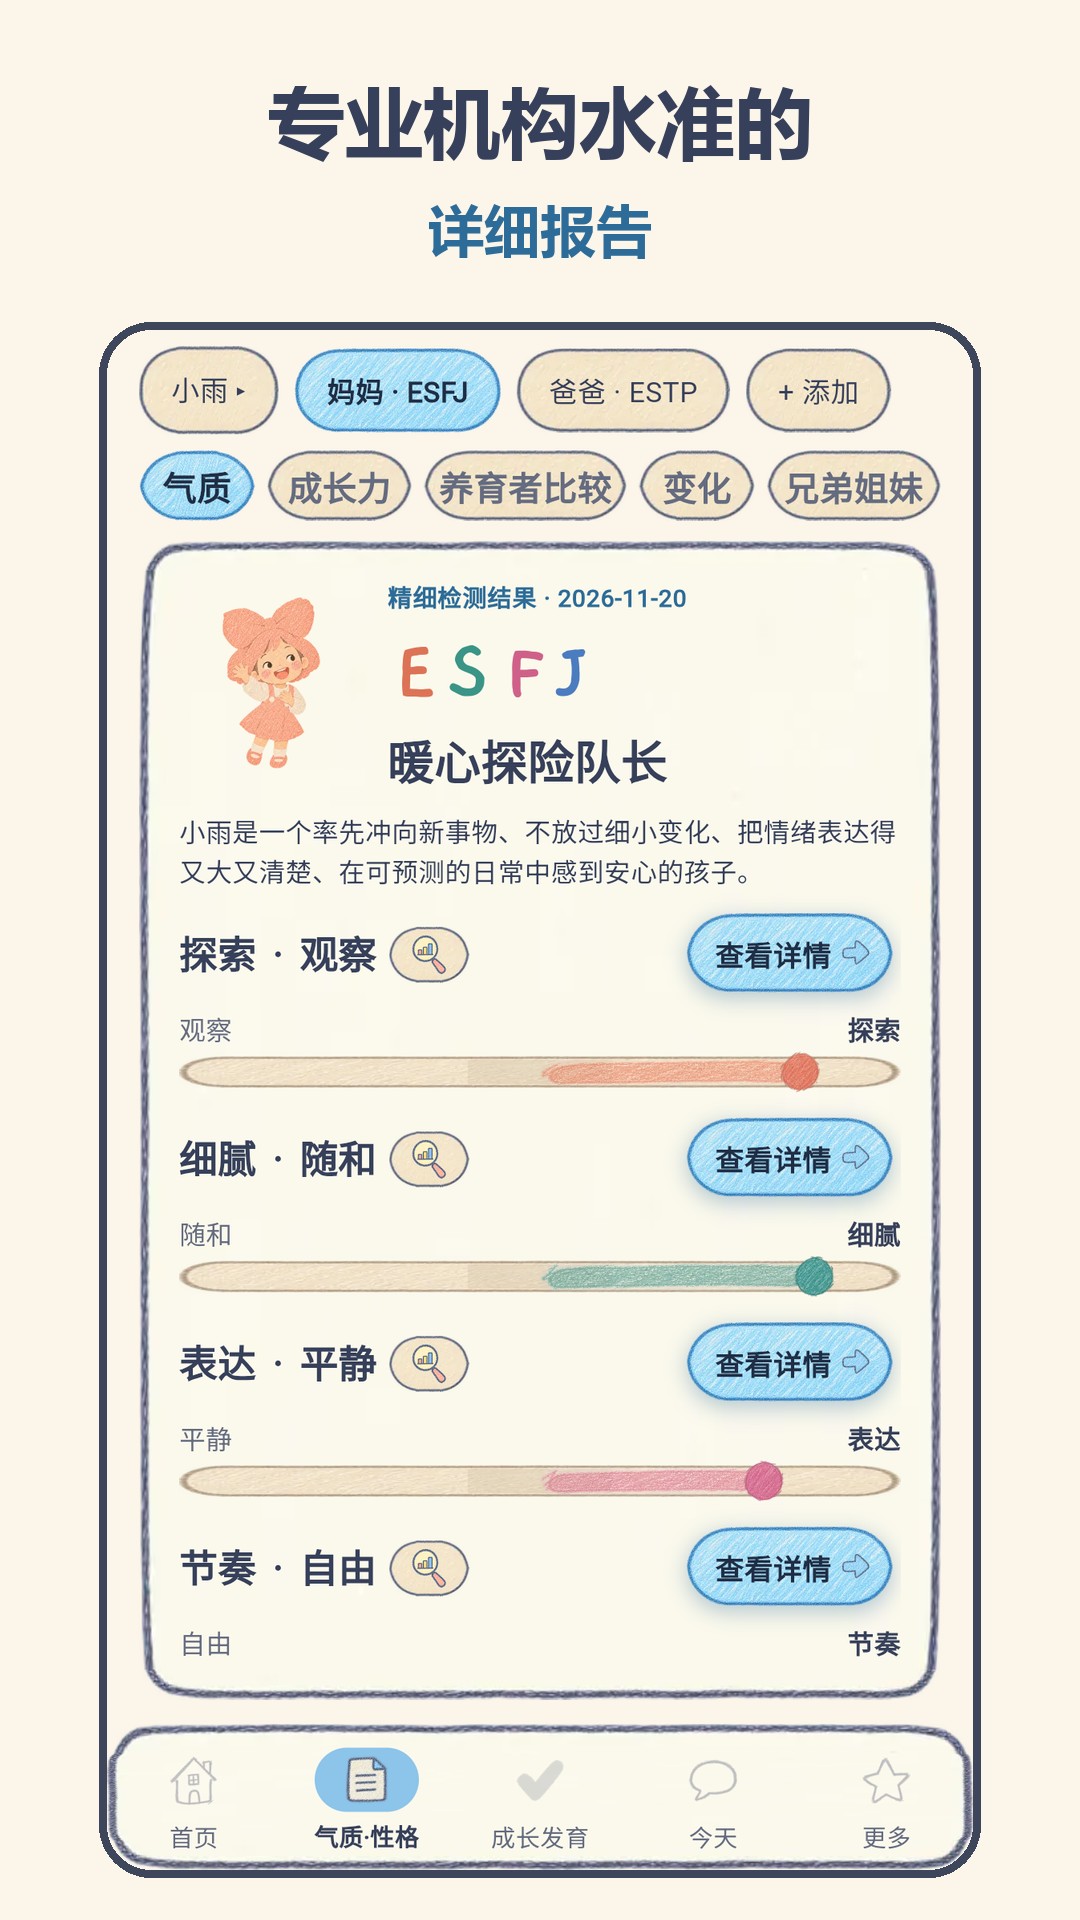 专业机构水准的
详细报告
小雨 ▸ 妈妈 · ESFJ 爸爸 · ESTP + 添加
气质 成长力 养育者比较 变化 兄弟姐妹
精细检测结果 · 2026-11-20
ESFJ
暖心探险队长
小雨是一个率先冲向新事物、不放过细小变化、把情绪表达得
又大又清楚、在可预测的日常中感到安心的孩子。
探索 · 观察 查看详情
观察 探索
细腻 · 随和 查看详情
随和 细腻
表达 · 平静 查看详情
平静 表达
节奏 · 自由 查看详情
自由 节奏
首页 气质·性格 成长发育 今天 更多